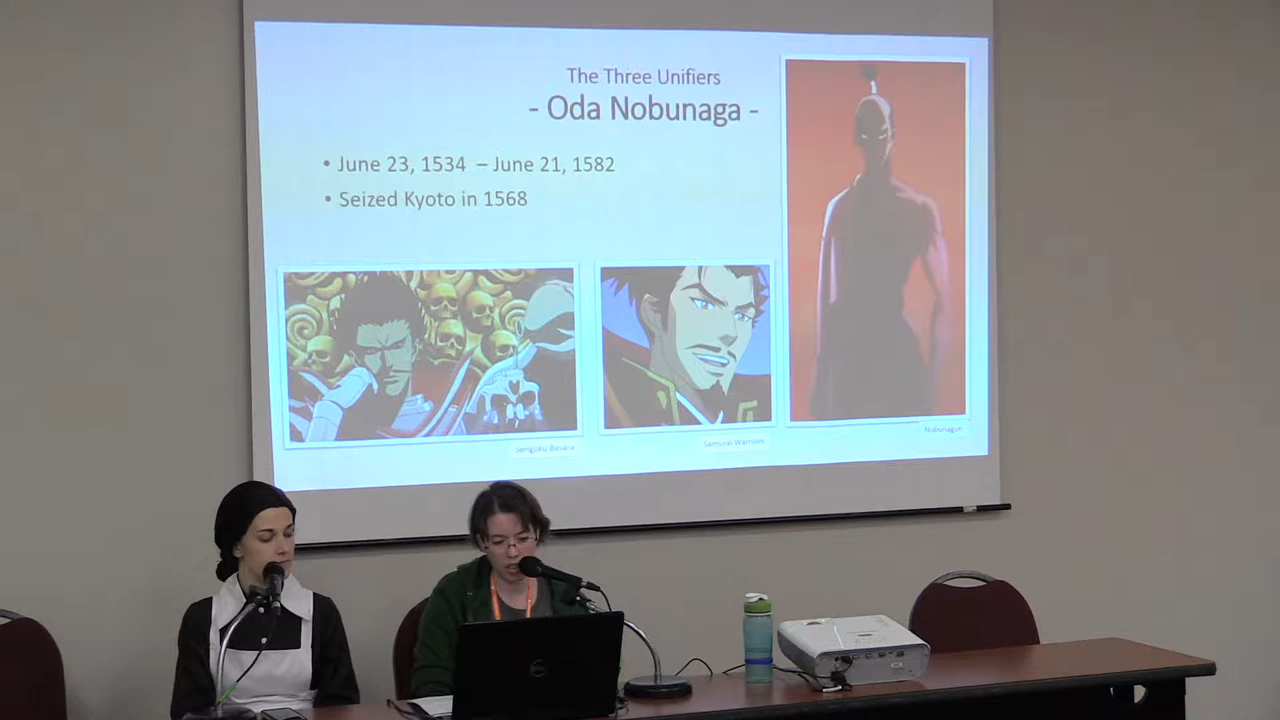 The Three Unifiers
- Oda Nobunaga -
• June 23, 1534 – June 21, 1582
• Seized Kyoto in 1568
Sengoku Basara
Samurai Warriors
Nobunagun
DELL